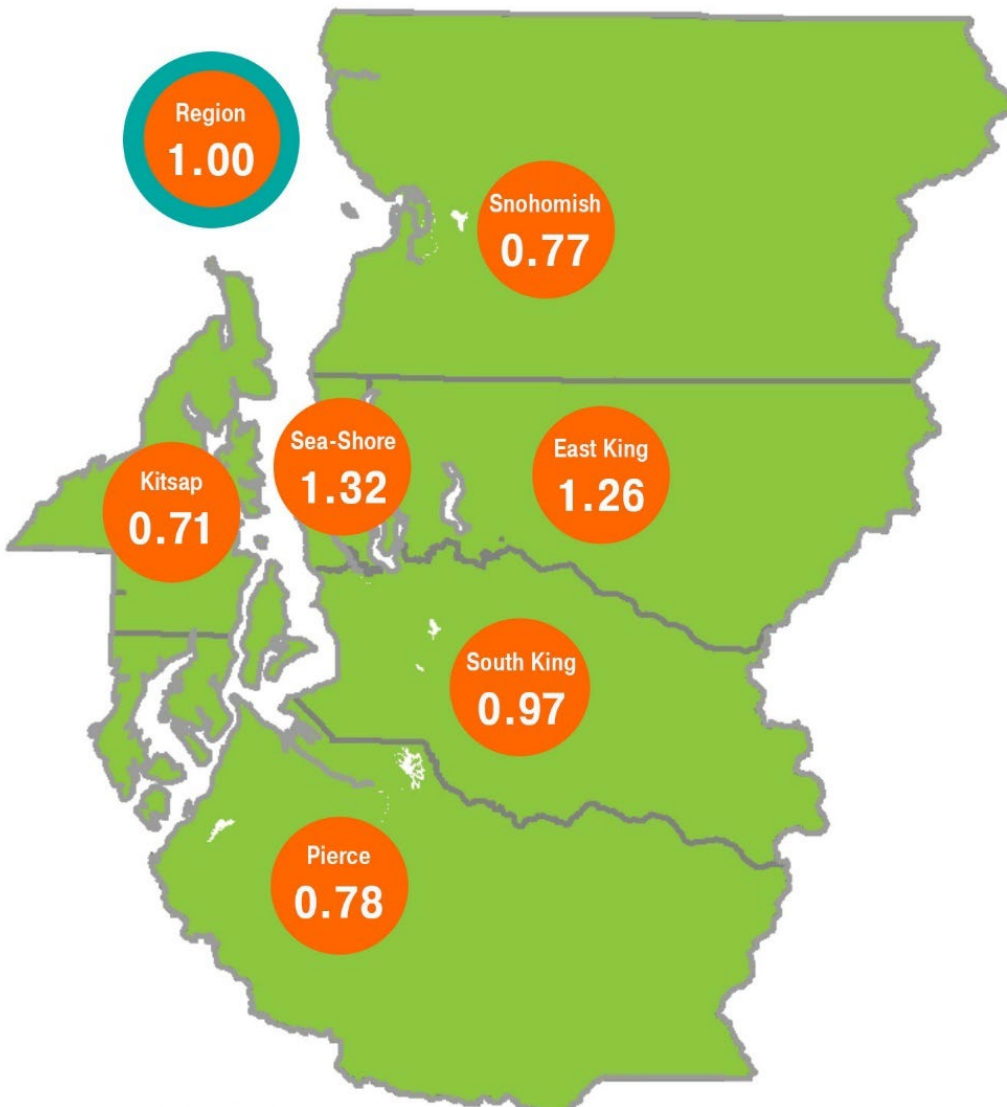 Region
1.00
Snohomish
0.77
Sea-Shore
1.32
East King
1.26
Kitsap
0.71
South King
0.97
Pierce
0.78